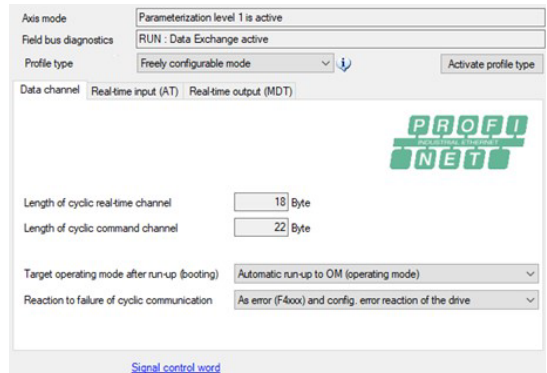 Axis mode Parameterization level 1 is active
Field bus diagnostics RUN : Data Exchange active
Profile type Freely configurable mode Activate profile type
Data channel Real-time input (AT) Real-time output (MDT)
PROFI
INDUSTRIAL ETHERNET
NET
Length of cyclic real-time channel 18 Byte
Length of cyclic command channel 22 Byte
Target operating mode after run-up (booting) Automatic run-up to OM (operating mode)
Reaction to failure of cyclic communication As error (F4xxx) and config. error reaction of the drive
Signal control word